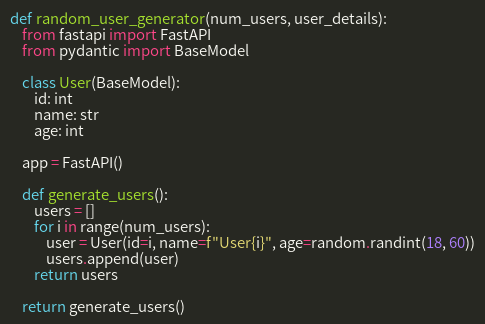 def random_user_generator(num_users, user_details):
    from fastapi import FastAPI
    from pydantic import BaseModel

    class User(BaseModel):
        id: int
        name: str
        age: int

    app = FastAPI()

    def generate_users():
        users = []
        for i in range(num_users):
            user = User(id=i, name=f"User{i}", age=random.randint(18, 60))
            users.append(user)
        return users

    return generate_users()